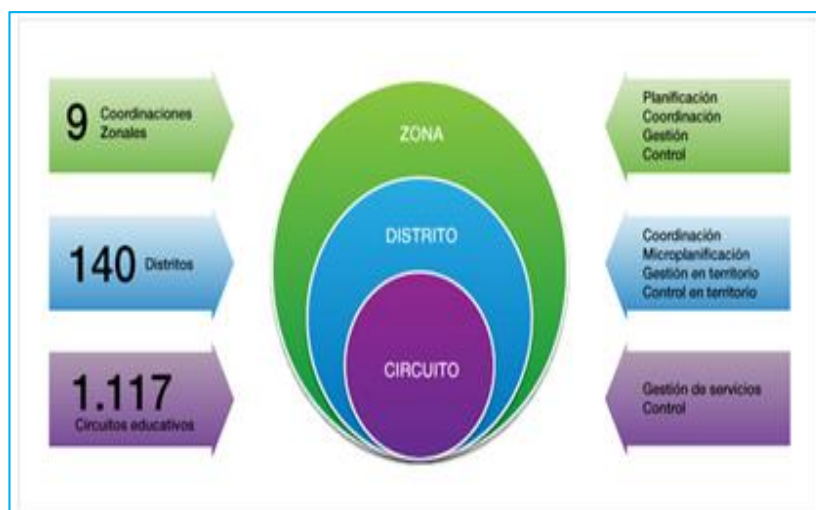 9 Coordinaciones
Zonales
140 Distritos
1.117
Circuitos educativos
ZONA
DISTRITO
CIRCUITO
Planificación
Coordinación
Gestión
Control
Coordinación
Microplanificación
Gestión en territorio
Control en territorio
Gestión de servicios
Control